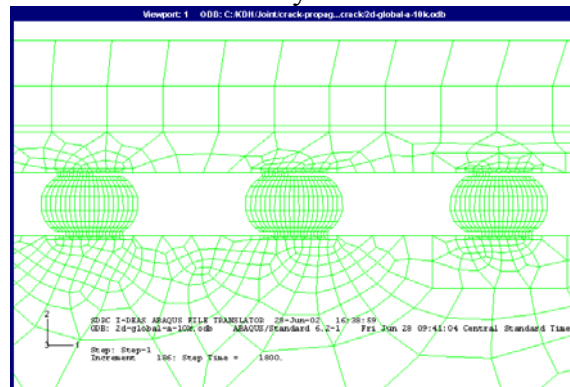 Viewport: 1 ODB: C:/KDH/Joint/crack-propag...crack/2d-global-a-10k.odb
2
3 1
SDRC I-DEAS ABAQUS FILE TRANSLATOR 28-Jun-02 16:38:59
ODB: 2d-global-a-10k.odb ABAQUS/Standard 6.2-1 Fri Jun 28 09:41:04 Central Standard Time
Step: Step-1
Increment 186: Step Time = 1800.